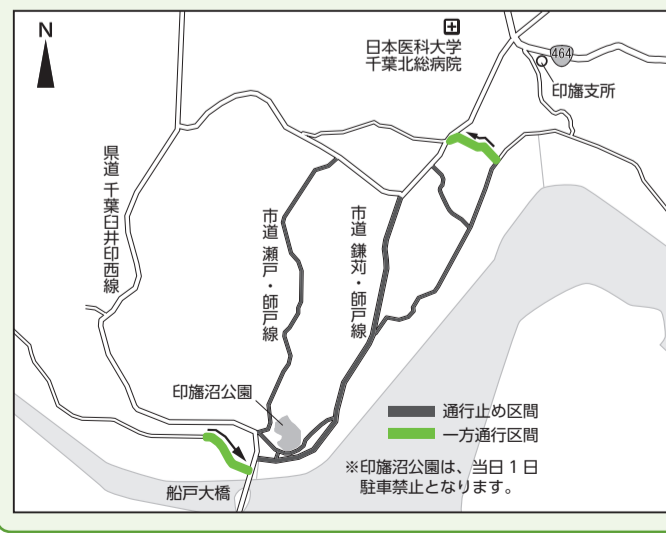 N
日本医科大学
千葉北総病院
464
印旛支所
県道 千葉臼井印西線
市道 瀬戸・師戸線
市道 鎌苅・師戸線
印旛沼公園
通行止め区間
一方通行区間
※印旛沼公園は、当日1日
駐車禁止となります。
船戸大橋